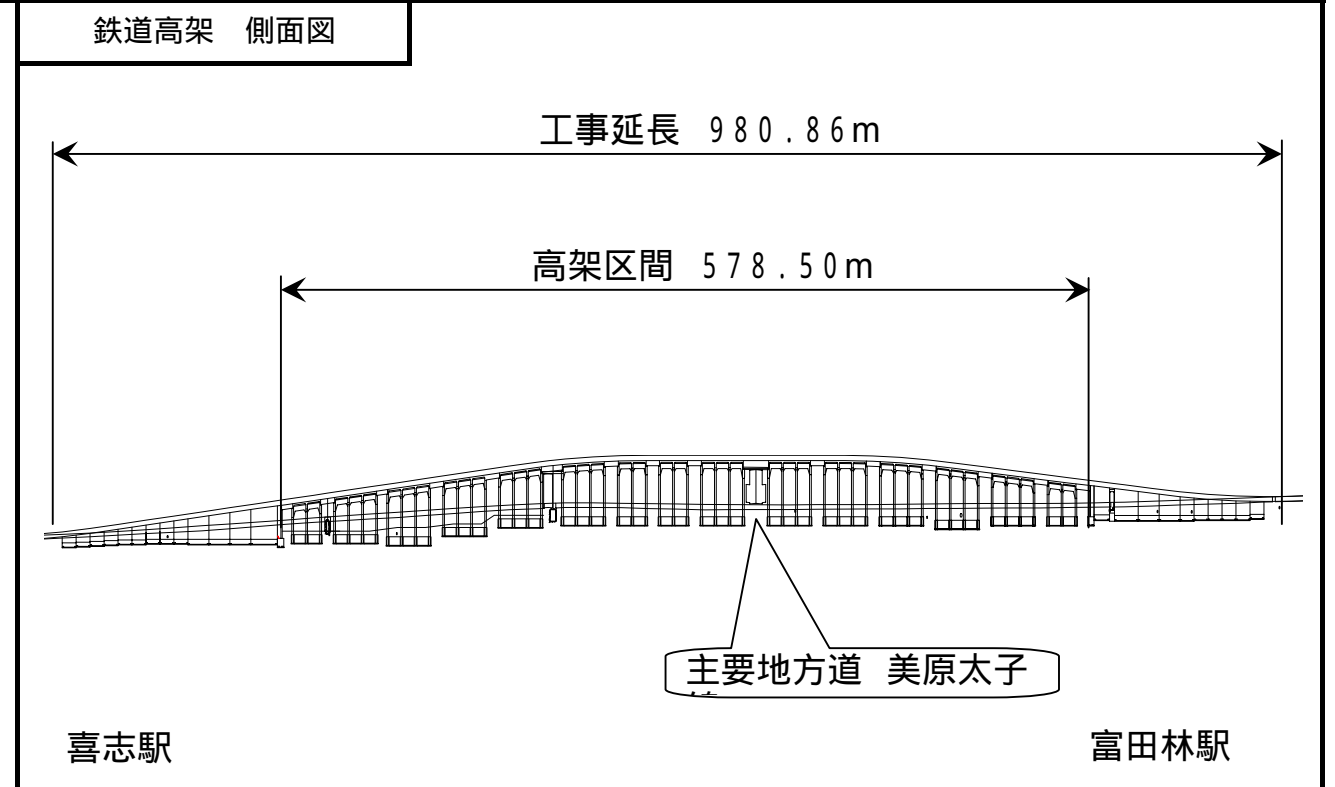 鉄道高架 側面図
工事延長 980.86m
高架区間 578.50m
主要地方道 美原太子
喜志駅 富田林駅